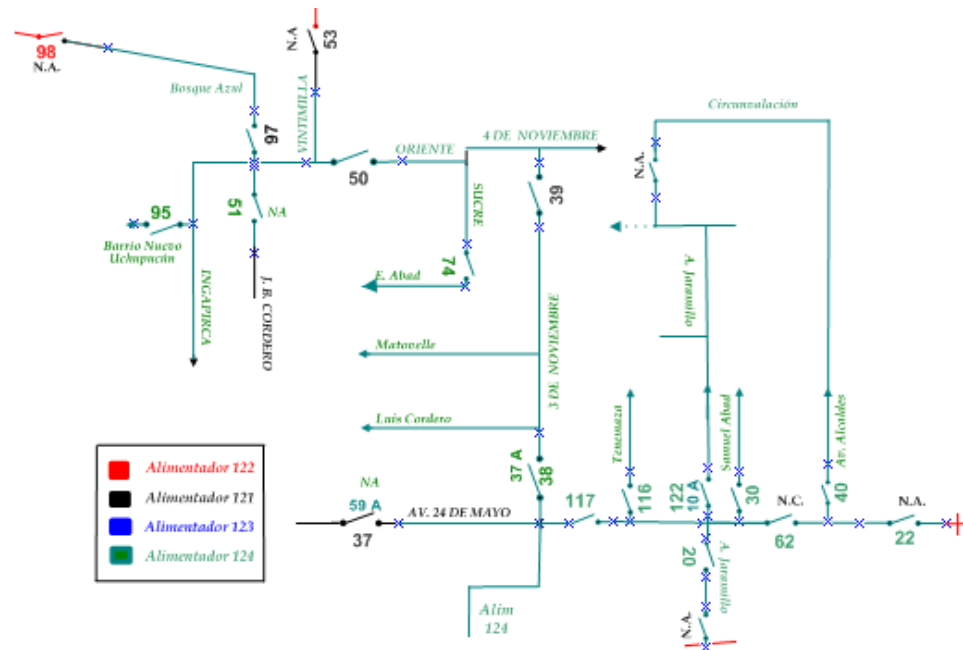 98
N.A.
Bosque Azul
97
N.A
53
VINTIMILLA
50
ORIENTE
4 DE NOVIEMBRE
39
SUCRE
74
E. Abad
95
Barrio Nuevo
Uchupucún
51
NA
INGAPIRCA
J. B. CORDERO
Matovelle
Luis Cordero
3 DE NOVIEMBRE
37 A
38
Circunvalación
N.A.
A. Jaramillo
Tenemaza
Samuel Abad
Av. Alcaldes
116
122
10 A
30
40
117
N.C.
62
N.A.
22
NA
59 A
37
AV. 24 DE MAYO
20
A. Jaramillo
N.A.
Alim
124
Alimentador 122
Alimentador 121
Alimentador 123
Alimentador 124